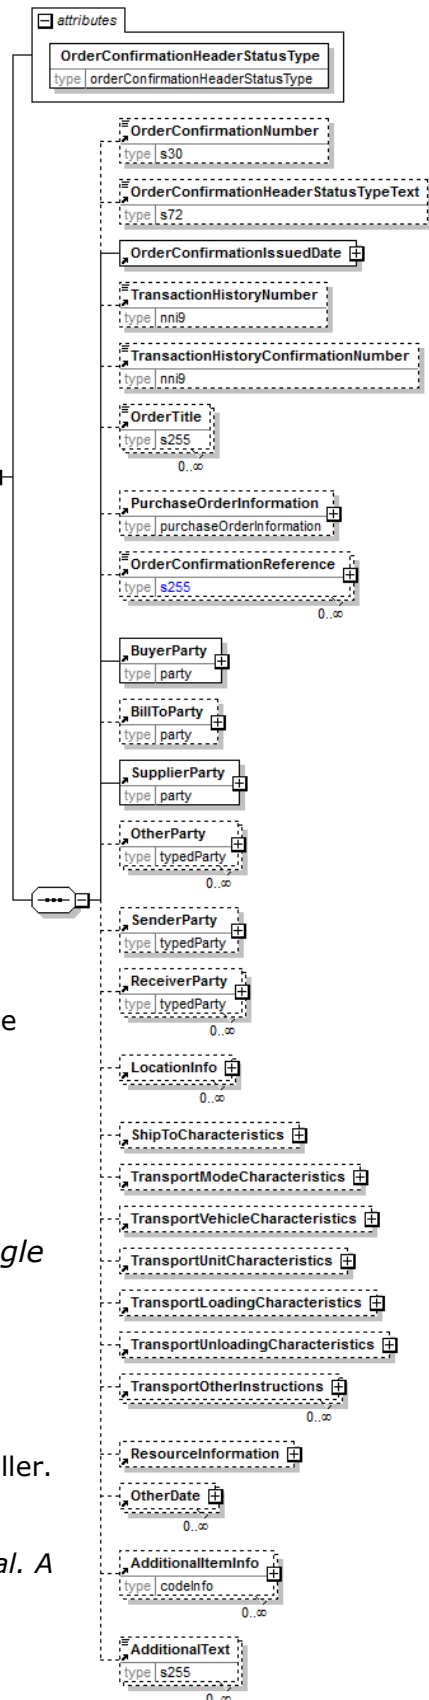 attributes
OrderConfirmationHeaderStatusType
type orderConfirmationHeaderStatusType
OrderConfirmationNumber
type s30
OrderConfirmationHeaderStatusTypeText
type s72
OrderConfirmationIssuedDate
TransactionHistoryNumber
type nni9
TransactionHistoryConfirmationNumber
type nni9
OrderTitle
type s255
0..∞
PurchaseOrderInformation
type purchaseOrderInformation
OrderConfirmationReference
type s255
0..∞
BuyerParty
type party
BillToParty
type party
SupplierParty
type party
OtherParty
type typedParty
0..∞
SenderParty
type typedParty
ReceiverParty
type typedParty
e
0..∞
LocationInfo
0..∞
ShipToCharacteristics
TransportModeCharacteristics
TransportVehicleCharacteristics
gle
TransportUnitCharacteristics
TransportLoadingCharacteristics
TransportUnloadingCharacteristics
TransportOtherInstructions
0..∞
ResourceInformation
ller.
OtherDate
0..∞
al. A
AdditionalItemInfo
type codeInfo
0..∞
AdditionalText
type s255
0..∞